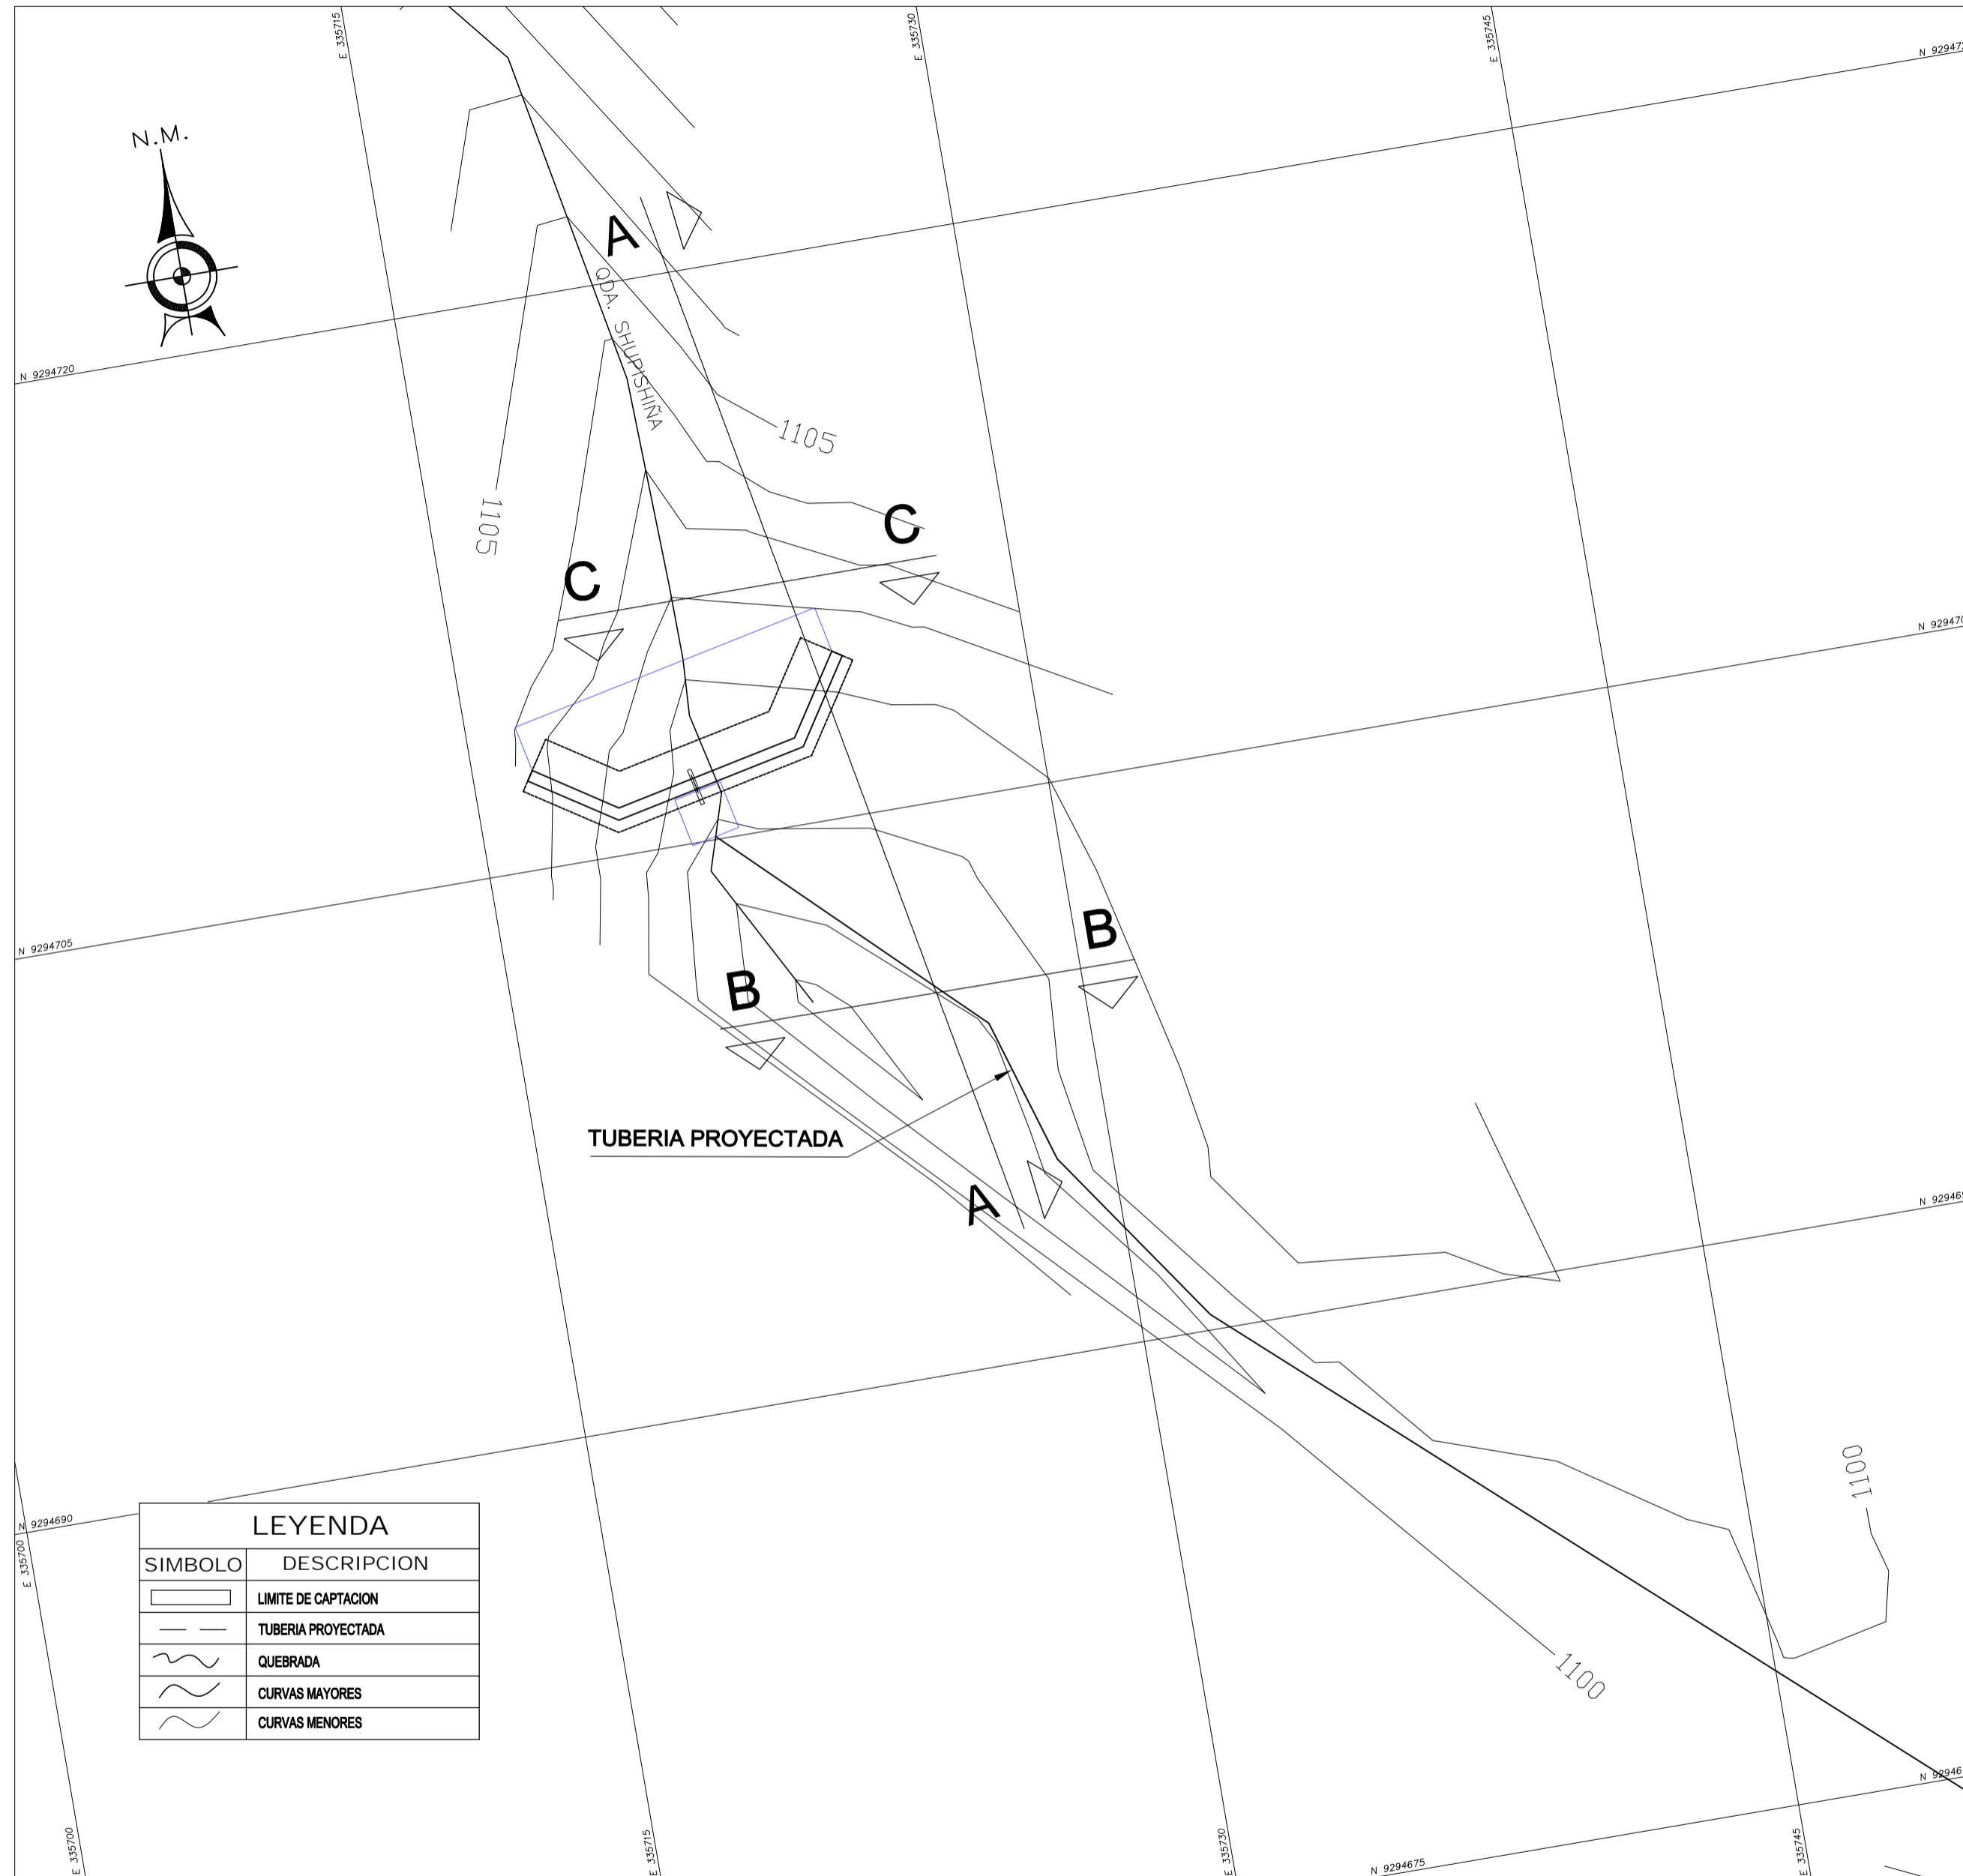 E 335715
E 335730
E 335745
N.M.
A
QDA. SHUPISHIÑA
N 9294720
1105
1105
C
C
N 9294705
B
B
TUBERIA PROYECTADA
A
N 9294690
E 335700
1100
1100
LEYENDA
SIMBOLO DESCRIPCION
LIMITE DE CAPTACION
TUBERIA PROYECTADA
QUEBRADA
CURVAS MAYORES
CURVAS MENORES
E 335700
E 335715
E 335730
E 335745
N 9294675